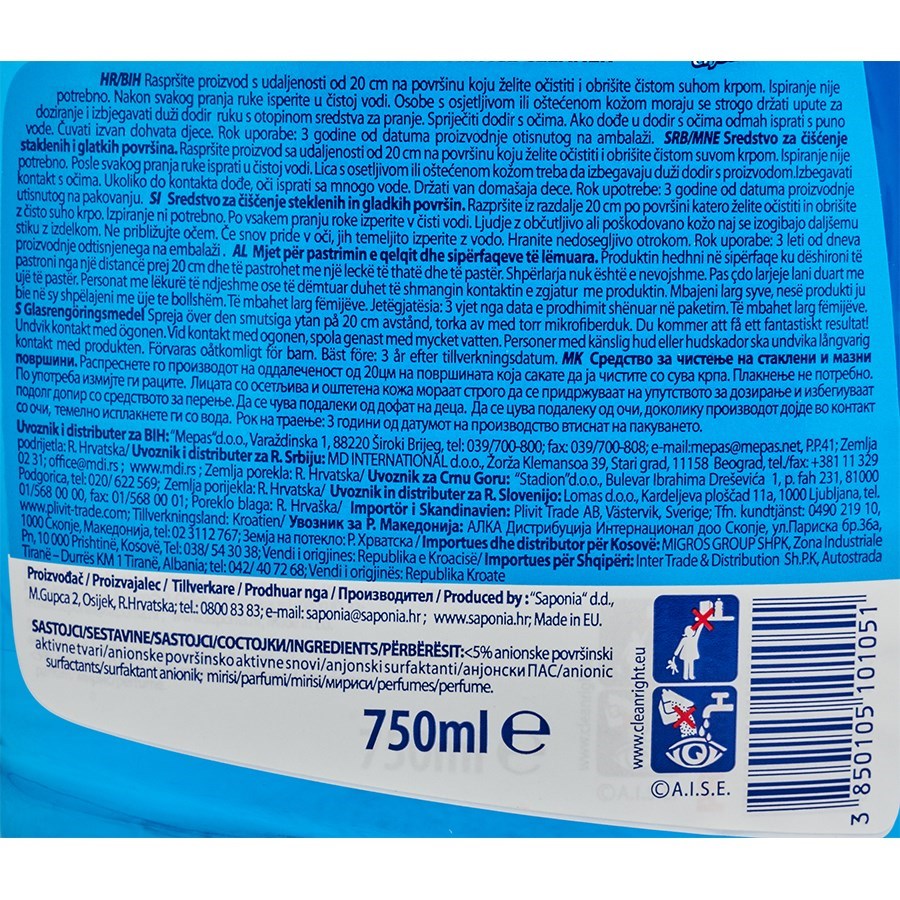 HR/BIH Raspršite proizvod s udaljenosti od 20 cm na površinu koju želite očistiti i obrišite čistom suhom krpom. Ispiranje nije
potrebno. Nakon svakog pranja ruke isperite u čistoj vodi. Osobe s osjetljivom ili oštećenom kožom moraju se strogo držati upute za
doziranje i izbjegavati duži dodir ruku s otopinom sredstva za pranje. Spriječiti dodir s očima. Ako dođe u dodir s očima odmah isprati s puno
vode. Čuvati izvan dohvata djece. Rok uporabe: 3 godine od datuma proizvodnje otisnutog na ambalaži. SRB/MNE Sredstvo za čišćenje
staklenih i glatkih površina. Raspršite proizvod sa udaljenosti od 20 cm na površinu koju želite očistiti i obrišite čistom suvom krpom. Ispiranje nije
potrebno. Posle svakog pranja ruke isprati u čistoj vodi. Lica s osetljivom ili oštećenom kožom treba da izbegavaju duži dodir s proizvodom.Izbegavati
kontakt s očima. Ukoliko do kontakta dođe, oči isprati sa mnogo vode. Držati van domašaja dece. Rok upotrebe: 3 godine od datuma proizvodnje
utisnutog na pakovanju. SI Sredstvo za čiščenje steklenih in gladkih površin. Razpršite iz razdalje 20 cm po površini katero želite očistiti in obrišite
z čisto suho krpo. Izpiranje ni potrebno. Po vsakem pranju roke izperite v čisti vodi. Ljudje z občutljivo ali poškodovano kožo naj se izogibajo daljšemu
stiku z izdelkom. Ne približujte očem. Če snov pride v oči, jih temeljito izperite z vodo. Hranite nedosegljivo otrokom. Rok uporabe: 3 leti od dneva
proizvodnje odtisnjenega na embalaži . AL Mjet për pastrimin e qelqit dhe sipërfaqeve të lëmuara. Produktin hedhni në sipërfaqe ku dëshironi të
pastroni nga një distancë prej 20 cm dhe të pastrohet me një leckë të thatë dhe të pastër. Shpërlarja nuk është e nevojshme. Pas çdo larjeje lani duart me
ujë të pastër. Personat me lëkurë të ndjeshme ose të dëmtuar duhet të shmangin kontaktin e zgjatur me produktin. Mbajeni larg syve, nesë produkti ju
bie në sy shpëlajeni me üje te bollshëm. Të mbahet larg fëmijëve. Jetëgjatësia: 3 vjet nga data e prodhimit shënuar në paketim. Të mbahet larg fëmijëve.
S Glasrengöringsmedel Spreja över den smutsiga ytan på 20 cm avstånd, torka av med torr mikrofiberduk. Du kommer att få ett fantastiskt resultat!
Undvik kontakt med ögonen. Vid kontakt med ogonen, spola genast med mycket vatten. Personer med känslig hud eller hudskador ska undvika långvarig
kontakt med produkten. Förvaras oåtkomligt för barn. Bäst före: 3 år efter tillverkningsdatum. МК Средство за чистење на стаклени и мазни
површини. Распреснете го производот на оддалеченост од 20цм на површината која сакате да ја чистите со сува крпа. Плакнење не потребно.
По употреба измијте ги раците. Лицата со осетлива и оштетена кожа мораат строго да се придржуваат на упутството за дозирање и избегнуваат
подолг допир со средството за перење. Да се чува подалеки од дофат на деца. Да се цува подалеку од очи, доколику производот дојде во контакт
со очи, темелно исплакнете ги со вода. Рок на траење: 3 години од датумот на производство втиснат на пакувањето.
Uvoznik i distributer za BIH: "Mepas"d.o.o., Varaždinska 1, 88220 Široki Brijeg, tel: 039/700-800; fax: 039/700-808; e-mail:mepas@mepas.net, P.P.41; Zemlja
podrijetla: R. Hrvatska/ Uvoznik i distributer za R. Srbiju: MD INTERNATIONAL d.o.o., Žorža Klemansoa 39, Stari grad, 11158 Beograd, tel./fax: +381 11 329
02 31; office@mdi.rs ; www.mdi.rs ; Zemlja porekla: R. Hrvatska/ Uvoznik za Crnu Goru: "Stadion"d.o.o., Bulevar Ibrahima Dreševića 1, p. fah 231, 81000
Podgorica, tel: 020/ 622 569; Zemlja porijekla: R. Hrvatska/ Uvoznik in distributer za R. Slovenijo: Lomas d.o.o., Kardeljeva ploščad 11a, 1000 Ljubljana, tel.
01/568 00 00, fax: 01/568 00 01; Poreklo blaga: R. Hrvaška/ Importör i Skandinavien: Plivit Trade AB, Västervik, Sverige; Tfn. kundtjänst: 0490 219 10,
www.plivit-trade.com; Tillverkningsland: Kroatien/ Увозник за Р. Македонија: АЛКА Дистрибуција Интернационал доо Скопје, ул.Париска бр.36а,
1000 Скопје, Македонија, тел: 02 3112 767; Земја на потекло: Р. Хрватска / Importues dhe distributor për Kosovë: MIGROS GROUP SHPK, Zona Industriale
Pn, 10 000 Prishtinë, Kosovë, Tel: 038/ 54 30 38; Vendi i origjines: Republika e Kroacisë/ Importues për Shqipëri: Inter Trade & Distribution Sh.P.K, Autostrada
Tiranë – Durrës KM 1 Tiranë, Albania; tel: 042/ 40 72 68; Vendi i origjinës: Republika Kroate
Proizvođač / Proizvajalec / Tillverkare / Prodhuar nga / Производител / Produced by : "Saponia" d.d.,
M.Gupca 2, Osijek, R.Hrvatska; tel.: 0800 83 83; e-mail: saponia@saponia.hr ; www.saponia.hr; Made in EU.
SASTOJCI/SESTAVINE/SASTOJCI/СОСТОЈКИ/INGREDIENTS/PËRBËRËSIT:<5% anionske površinski
aktivne tvari/anionske površinsko aktivne snovi/anjonski surfaktanti/анјонски ПАС/anionic
surfactants/surfaktant anionik; mirisi/parfumi/mirisi/мириси/perfumes/perfume.
750ml e
www.cleanright.eu
© A.I.S.E.
3 850105 101051